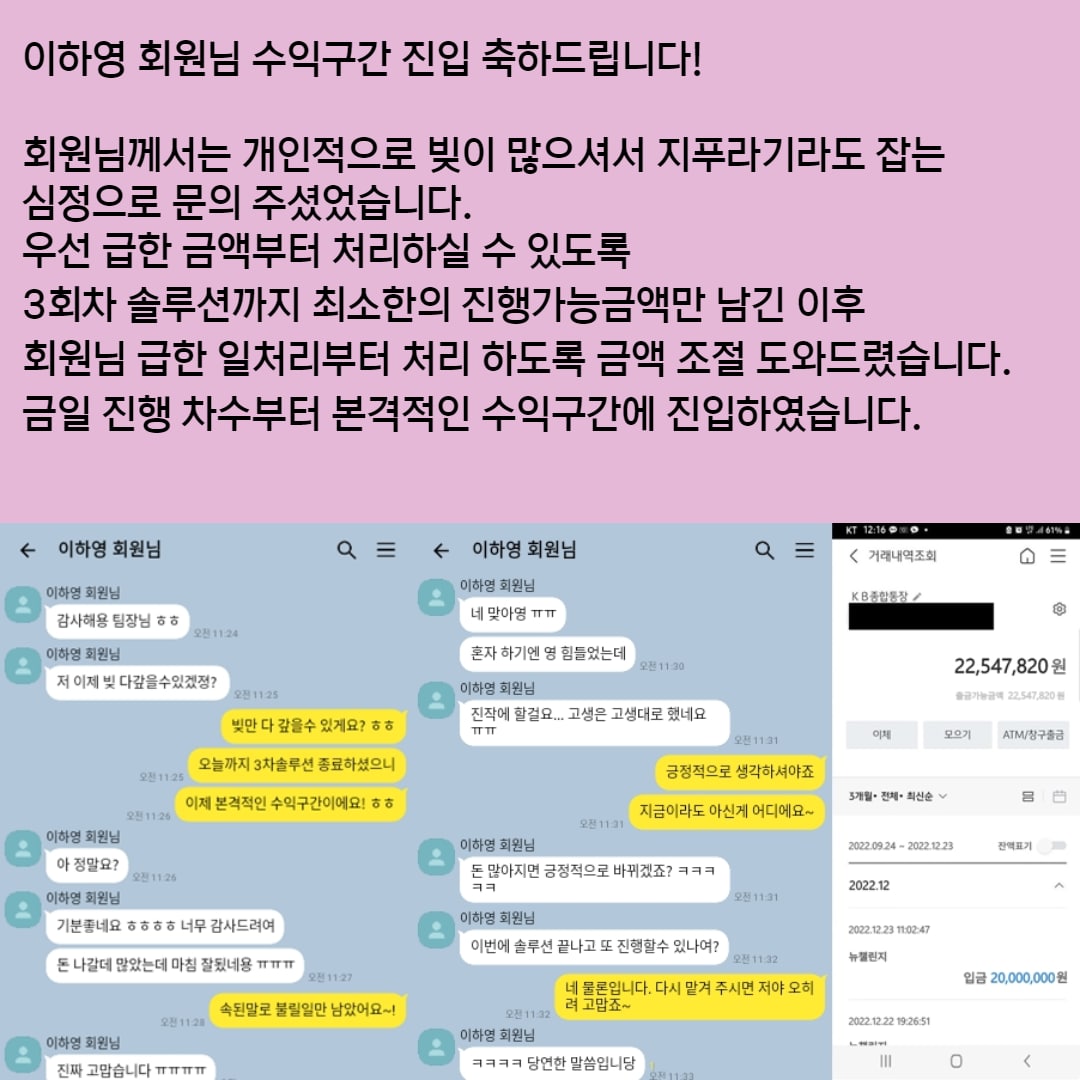 이하영 회원님 수익구간 진입 축하드립니다!
회원님께서는 개인적으로 빚이 많으셔서 지푸라기라도 잡는
심정으로 문의 주셨었습니다.
우선 급한 금액부터 처리하실 수 있도록
3회차 솔루션까지 최소한의 진행가능금액만 남긴 이후
회원님 급한 일처리부터 처리 하도록 금액 조절 도와드렸습니다.
금일 진행 차수부터 본격적인 수익구간에 진입하였습니다.
이하영 회원님
이하영 회원님
감사해용 팀장님 ㅎㅎ
오전 11:24
이하영 회원님
저 이제 빚 다갚을수있겠졍?
오전 11:25
빚만 다 갚을수 있게요? ㅎㅎ
오늘까지 3차솔루션 종료하셨으니
오전 11:25
이제 본격적인 수익구간이에요! ㅎㅎ
오전 11:26
이하영 회원님
아 정말요?
오전 11:26
이하영 회원님
기분좋네요 ㅎㅎㅎㅎ 너무 감사드려여
돈 나갈데 많았는데 마침 잘됬네용 ㅠㅠㅠ
오전 11:27
속된말로 불릴일만 남았어요~!
오전 11:28
이하영 회원님
진짜 고맙습니다 ㅠㅠㅠㅠ
이하영 회원님
이하영 회원님
네 맞아영 ㅠㅠ
혼자 하기엔 영 힘들었는데
오전 11:30
이하영 회원님
진작에 할걸요... 고생은 고생대로 했네요
ㅠㅠ
오전 11:31
긍정적으로 생각하셔야죠
지금이라도 아신게 어디에요~
오전 11:31
이하영 회원님
돈 많아지면 긍정적으로 바뀌겠죠? ㅋㅋㅋ
ㅋㅋ
오전 11:31
이하영 회원님
이번에 솔루션 끝나고 또 진행할수 있나여?
오전 11:32
네 물론입니다. 다시 맡겨 주시면 저야 오히
려 고맙죠~
오전 11:32
이하영 회원님
ㅋㅋㅋㅋ 당연한 말씀입니당
오전 11:33
KT 12:16
61%
거래내역조회
KB종합통장
22,547,820원
출금가능금액 22,547,820원
이체
모으기
ACM/창구출금
3개월• 전체• 최신순
2022.09.24 ~ 2022.12.23
잔액표기
2022.12
2022.12.23 11:02:47
뉴챌린지
입금 20,000,000원
2022.12.22 19:26:51
뉴챌린지